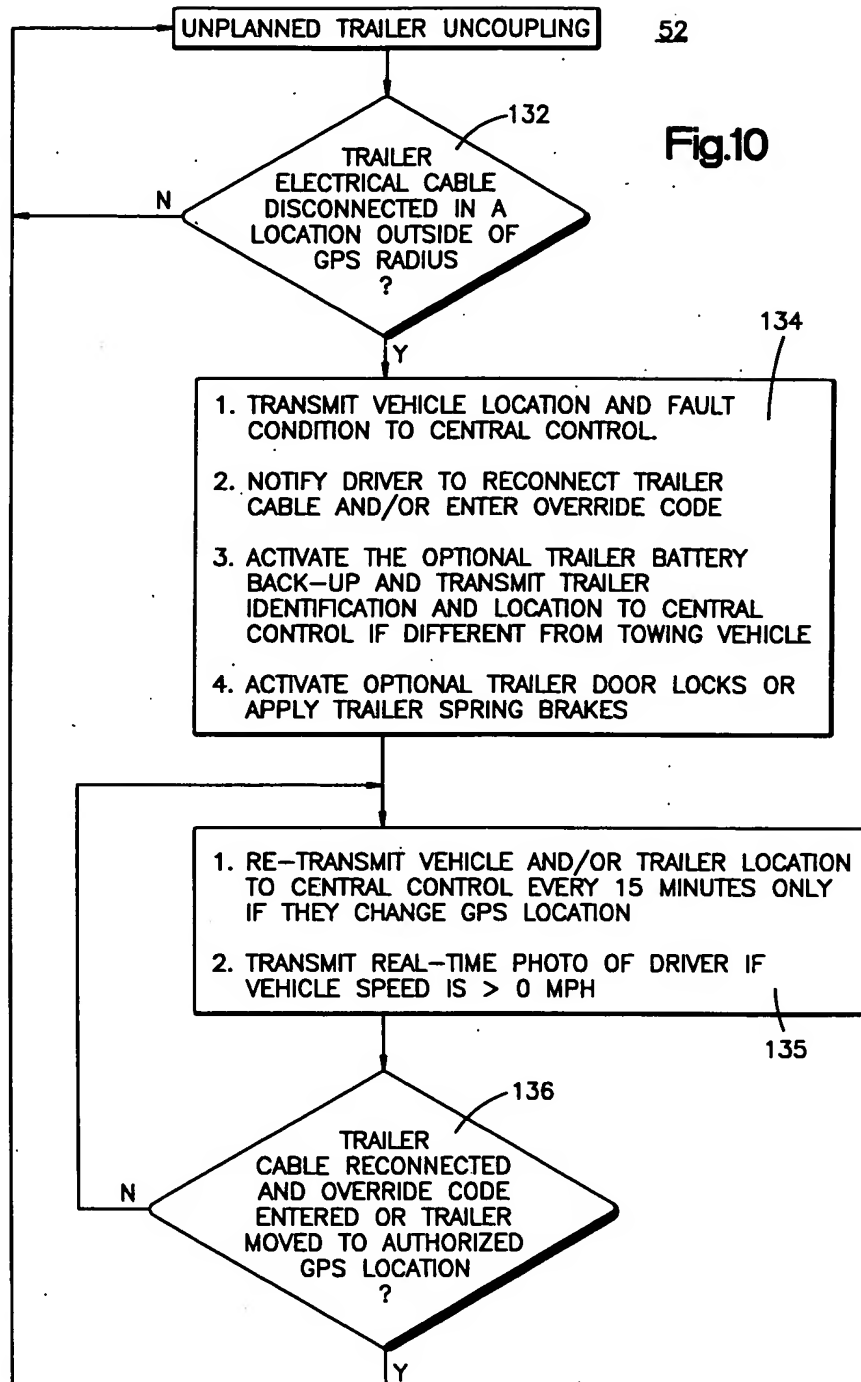 UNPLANNED TRAILER UNCOUPLING
52
Fig.10
132
TRAILER
ELECTRICAL CABLE
DISCONNECTED IN A
LOCATION OUTSIDE OF
GPS RADIUS
?
N
Y
134
1. TRANSMIT VEHICLE LOCATION AND FAULT
CONDITION TO CENTRAL CONTROL.
2. NOTIFY DRIVER TO RECONNECT TRAILER
CABLE AND/OR ENTER OVERRIDE CODE
3. ACTIVATE THE OPTIONAL TRAILER BATTERY
BACK-UP AND TRANSMIT TRAILER
IDENTIFICATION AND LOCATION TO CENTRAL
CONTROL IF DIFFERENT FROM TOWING VEHICLE
4. ACTIVATE OPTIONAL TRAILER DOOR LOCKS OR
APPLY TRAILER SPRING BRAKES
1. RE-TRANSMIT VEHICLE AND/OR TRAILER LOCATION
TO CENTRAL CONTROL EVERY 15 MINUTES ONLY
IF THEY CHANGE GPS LOCATION
2. TRANSMIT REAL-TIME PHOTO OF DRIVER IF
VEHICLE SPEED IS > 0 MPH
135
136
TRAILER
CABLE RECONNECTED
AND OVERRIDE CODE
ENTERED OR TRAILER
MOVED TO AUTHORIZED
GPS LOCATION
?
N
Y